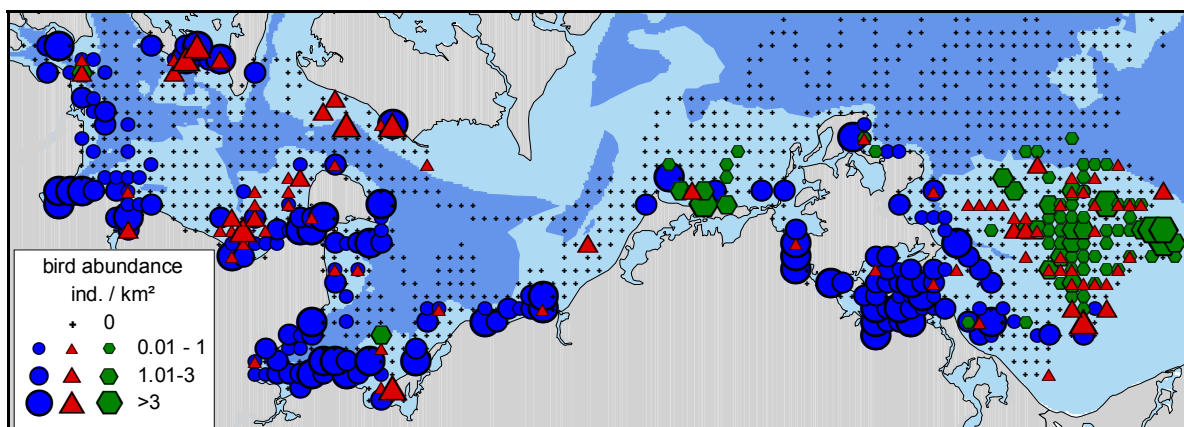 bird abundance
ind. / km²
0
0.01 - 1
1.01-3
>3